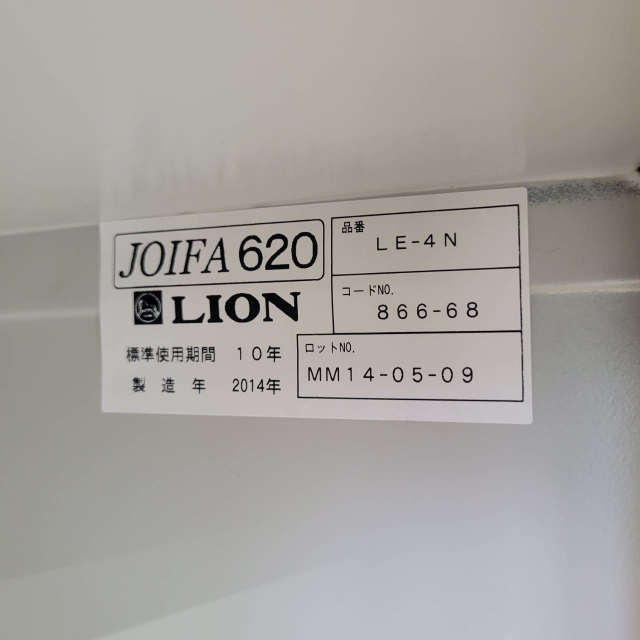 JOIFA 620
LION
標準使用期間 10年
製造年 2014年
品番
LE-4N
コードNO.
866-68
ロットNO.
MM14-05-09